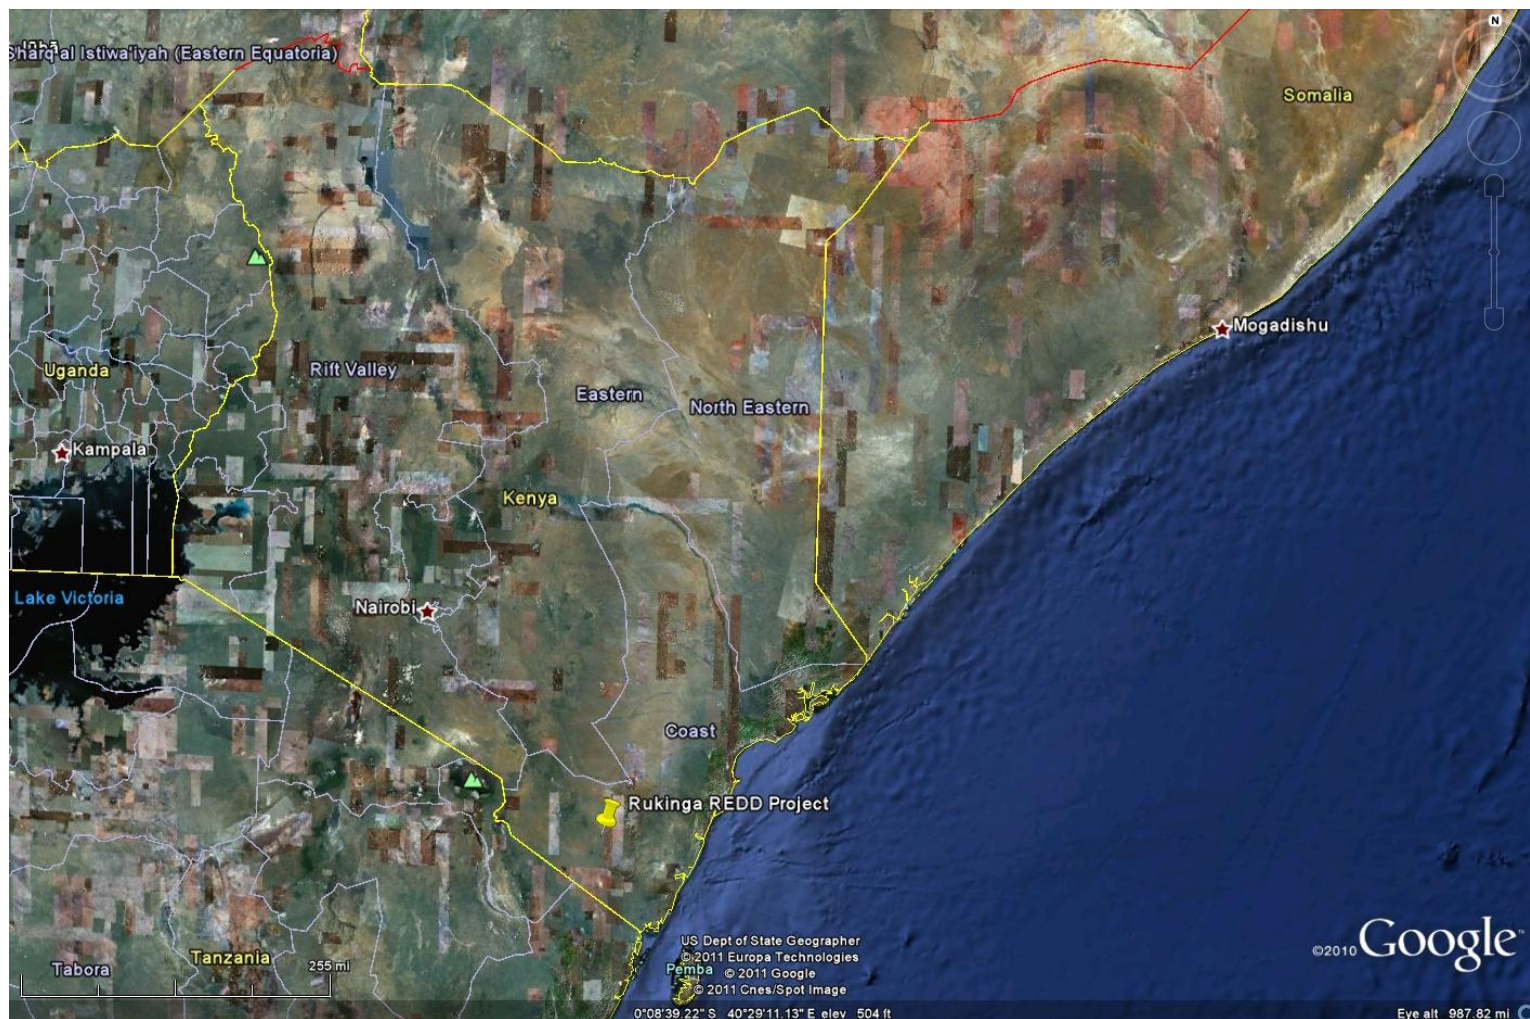 N
Sharq al Istiwa'iyah (Eastern Equatoria)
Somalia
Mogadishu
Uganda
Rift Valley
Eastern
North Eastern
Kampala
Kenya
Lake Victoria
Nairobi
Coast
Rukinga REDD Project
Tanzania
Tabora
255 mi
Pemba
US Dept of State Geographer
© 2011 Europa Technologies
© 2011 Google
© 2011 Cnes/Spot Image
©2010 Google™
0°08'39.22" S 40°29'11.13" E elev 504 ft
Eye alt 987.82 mi